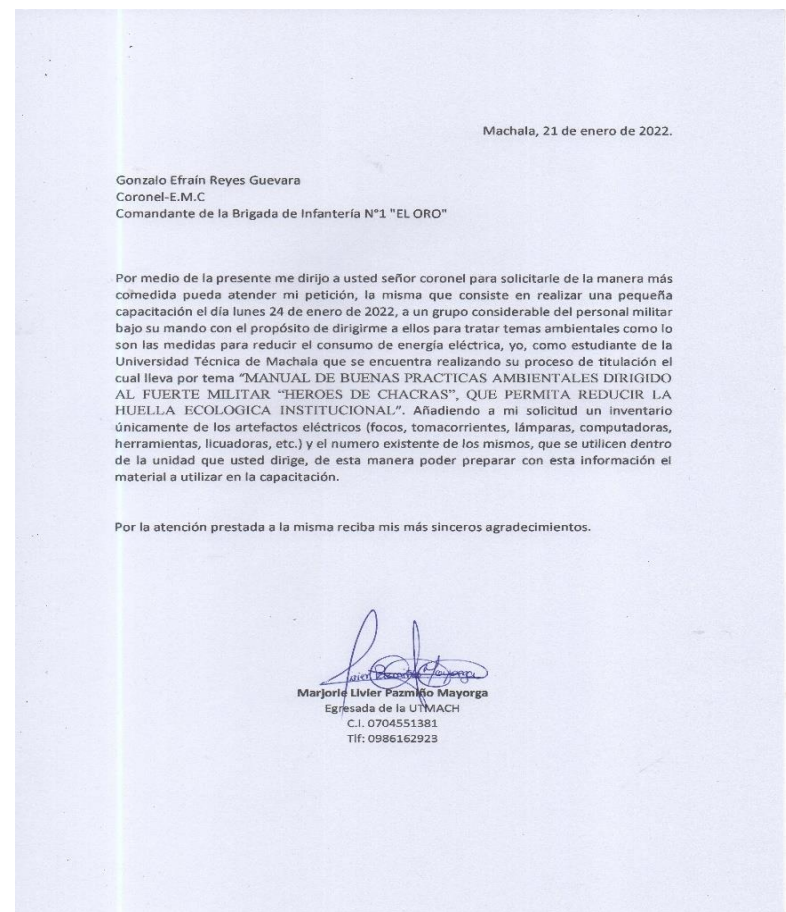 Machala, 21 de enero de 2022.
Gonzalo Efraín Reyes Guevara
Coronel-E.M.C
Comandante de la Brigada de Infantería N°1 "EL ORO"
Por medio de la presente me dirijo a usted señor coronel para solicitarle de la manera más
comedida pueda atender mi petición, la misma que consiste en realizar una pequeña
capacitación el día lunes 24 de enero de 2022, a un grupo considerable del personal militar
bajo su mando con el propósito de dirigirme a ellos para tratar temas ambientales como lo
son las medidas para reducir el consumo de energía eléctrica, yo, como estudiante de la
Universidad Técnica de Machala que se encuentra realizando su proceso de titulación el
cual lleva por tema "MANUAL DE BUENAS PRACTICAS AMBIENTALES DIRIGIDO
AL FUERTE MILITAR "HEROES DE CHACRAS", QUE PERMITA REDUCIR LA
HUELLA ECOLOGICA INSTITUCIONAL". Añadiendo a mi solicitud un inventario
únicamente de los artefactos eléctricos (focos, tomacorrientes, lámparas, computadoras,
herramientas, licuadoras, etc.) y el numero existente de los mismos, que se utilicen dentro
de la unidad que usted dirige, de esta manera poder preparar con esta información el
material a utilizar en la capacitación.
Por la atención prestada a la misma reciba mis más sinceros agradecimientos.
Marjorie Livier Pazmiño Mayorga
Egresada de la UTMACH
C.I. 0704551381
Tlf: 0986162923